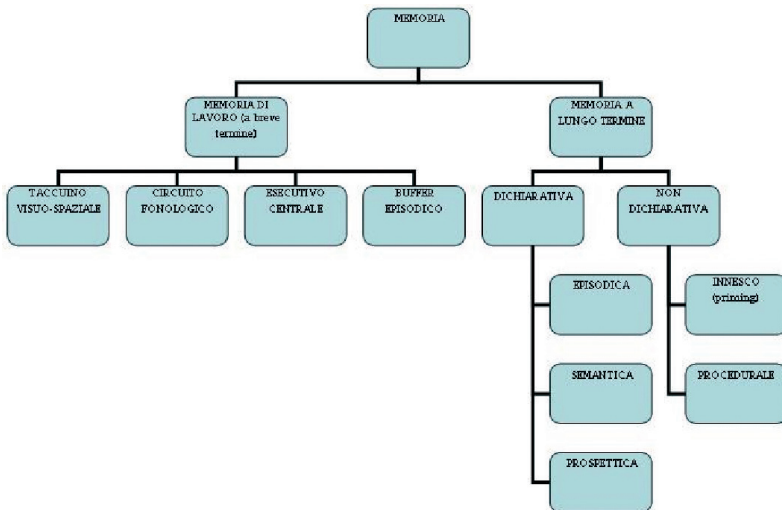 MEMORIA
MEMORIA DI
LAVORO (a breve
termine)
MEMORIA A
LUNGO TERMINE
TACCUINO
VISUO-SPAZIALE
CIRCUITO
FONOLOGICO
ESECUTIVO
CENTRALE
BUFFER
EPISODICO
DICHIARATIVA
NON
DICHIARATIVA
EPISODICA
INNESCO
(priming)
SEMANTICA
PROCEDURALE
PROSPETTICA